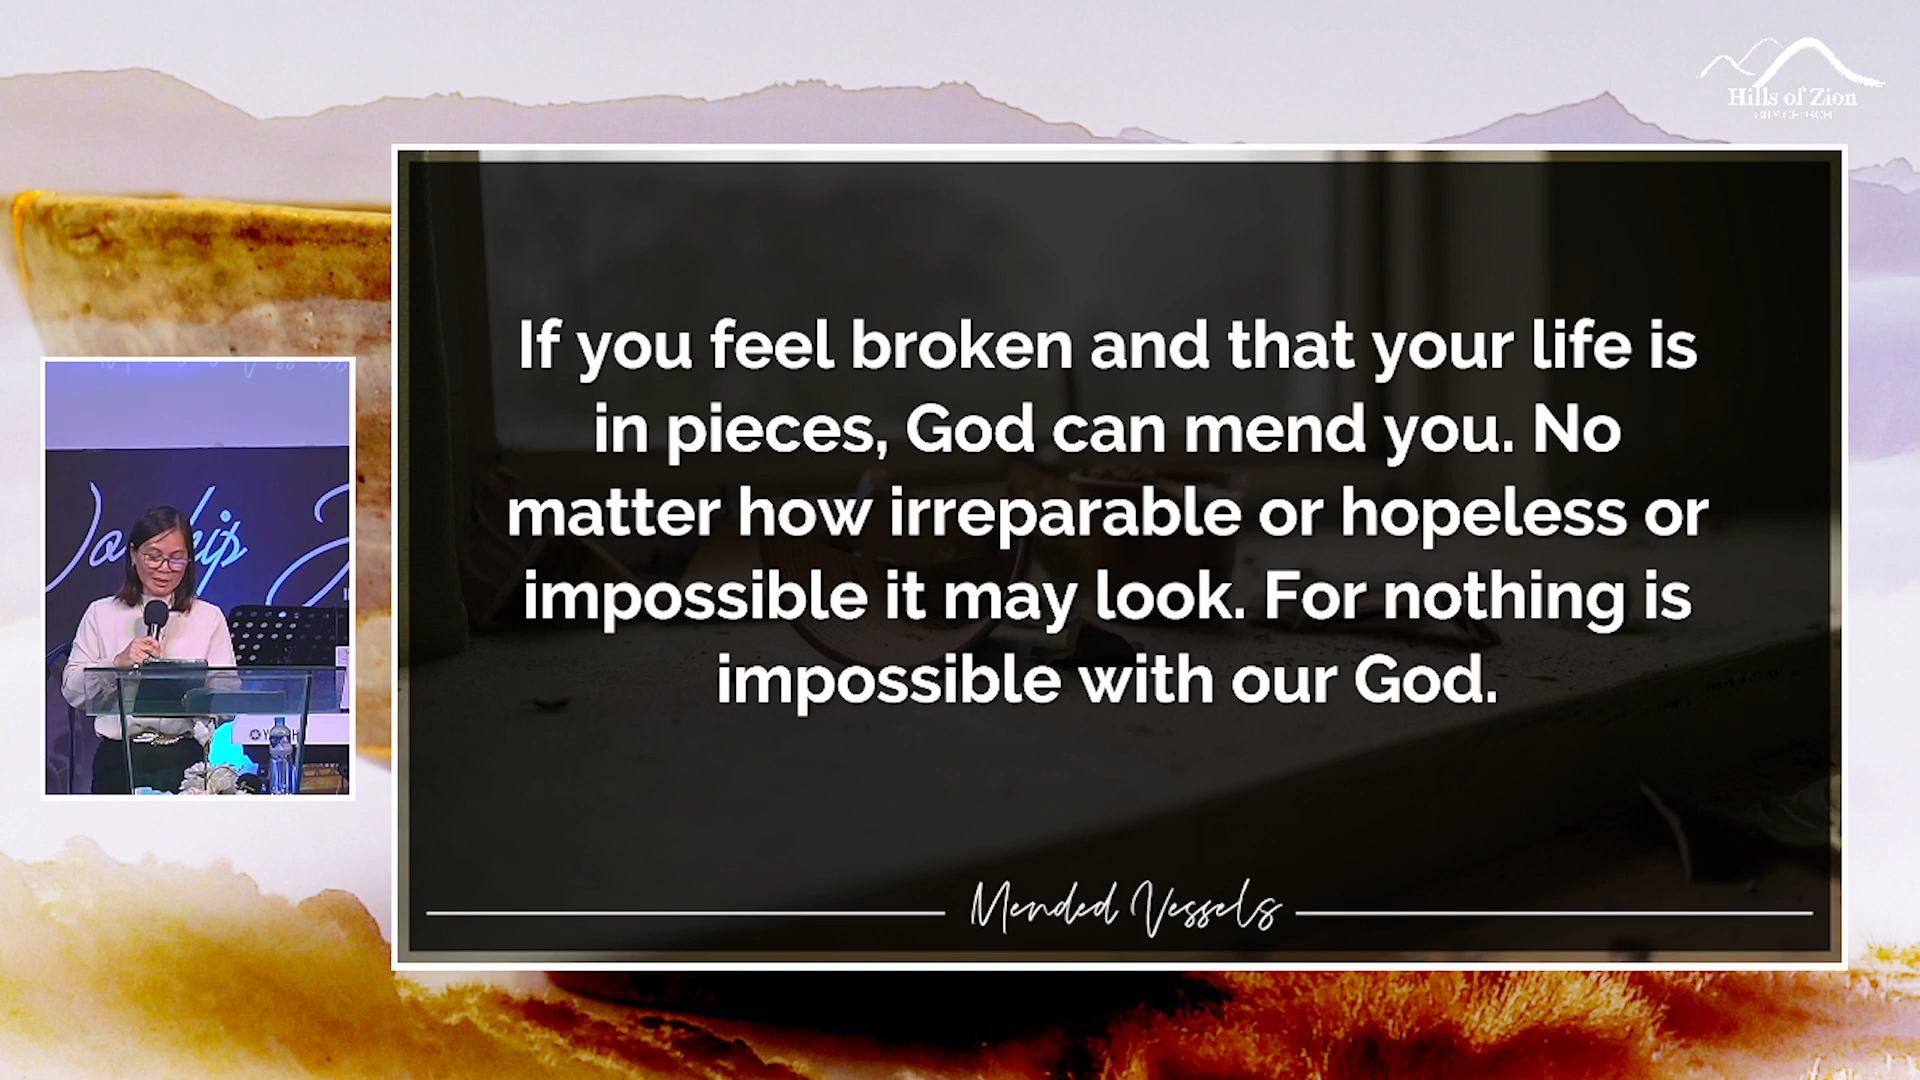 Hills of Zion
CITY CHURCH
If you feel broken and that your life is
in pieces, God can mend you. No
matter how irreparable or hopeless or
impossible it may look. For nothing is
impossible with our God.
Mended Vessels